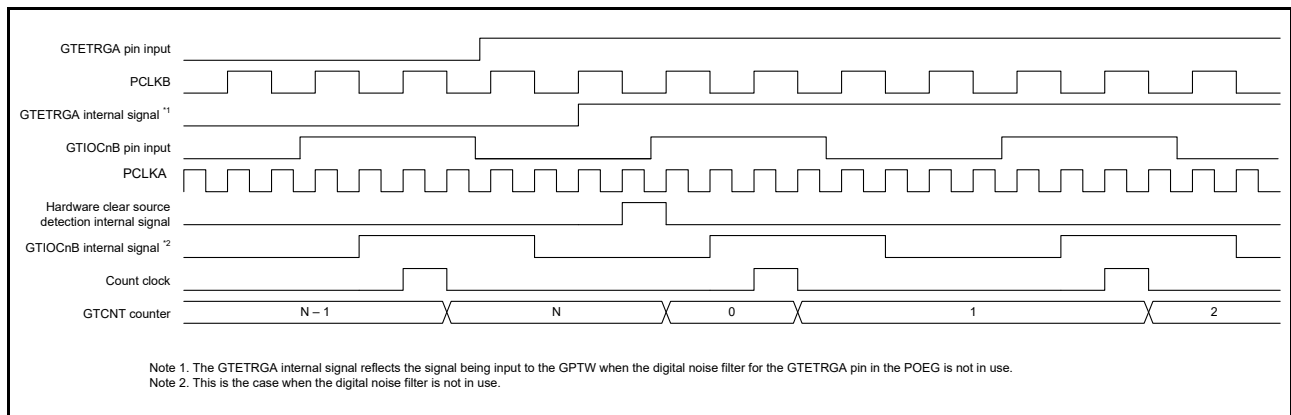 GTETRGA pin input
PCLKB
GTETRGA internal signal *1
GTIOCnB pin input
PCLKA
Hardware clear source
detection internal signal
GTIOCnB internal signal *2
Count clock
GTCNT counter
N – 1
N
0
1
2
Note 1. The GTETRGA internal signal reflects the signal being input to the GPTW when the digital noise filter for the GTETRGA pin in the POEG is not in use.
Note 2. This is the case when the digital noise filter is not in use.